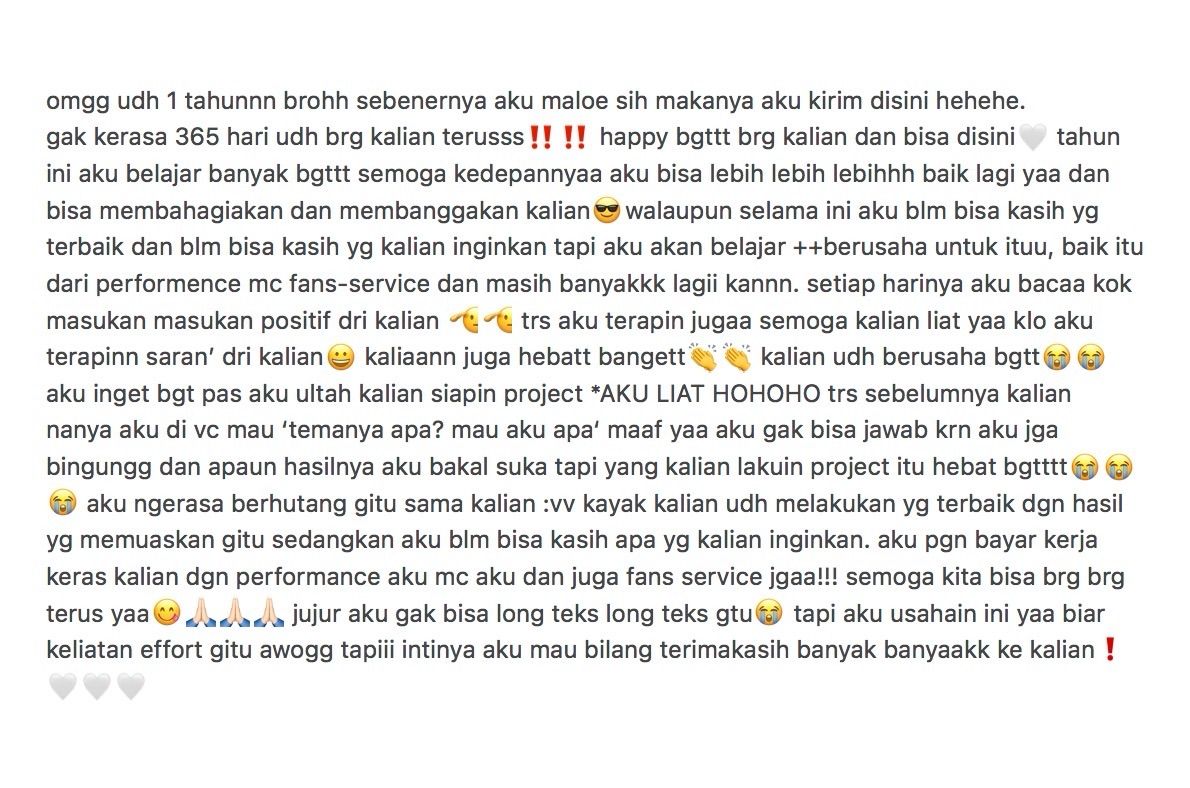 omgg udh 1 tahunnn brohh sebenernya aku maloe sih makanya aku kirim disini hehehe.
gak kerasa 365 hari udh brg kalian terusss‼️‼️ happy bgttt brg kalian dan bisa disini🤍 tahun
ini aku belajar banyak bgttt semoga kedepannyaa aku bisa lebih lebih lebihhh baik lagi yaa dan
bisa membahagiakan dan membanggakan kalian😎walaupun selama ini aku blm bisa kasih yg
terbaik dan blm bisa kasih yg kalian inginkan tapi aku akan belajar ++berusaha untuk ituu, baik itu
dari performence mc fans-service dan masih banyakkk lagii kannn. setiap harinya aku bacaa kok
masukan masukan positif dri kalian 🫡🫡 trs aku terapin jugaa semoga kalian liat yaa klo aku
terapinn saran’ dri kalian😀 kaliaann juga hebatt bangett👏🏻👏🏻 kalian udh berusaha bgtt😭😭
aku inget bgt pas aku ultah kalian siapin project *AKU LIAT HOHOHO trs sebelumnya kalian
nanya aku di vc mau ‘temanya apa? mau aku apa‘ maaf yaa aku gak bisa jawab krn aku jga
bingungg dan apaun hasilnya aku bakal suka tapi yang kalian lakuin project itu hebat bgtttt😭😭
😭 aku ngerasa berhutang gitu sama kalian :vv kayak kalian udh melakukan yg terbaik dgn hasil
yg memuaskan gitu sedangkan aku blm bisa kasih apa yg kalian inginkan. aku pgn bayar kerja
keras kalian dgn performance aku mc aku dan juga fans service jgaa!!! semoga kita bisa brg brg
terus yaa😋🙏🏻🙏🏻🙏🏻 jujur aku gak bisa long teks long teks gtu😭 tapi aku usahain ini yaa biar
keliatan effort gitu awogg tapiii intinya aku mau bilang terimakasih banyak banyaakk ke kalian❗
🤍🤍🤍